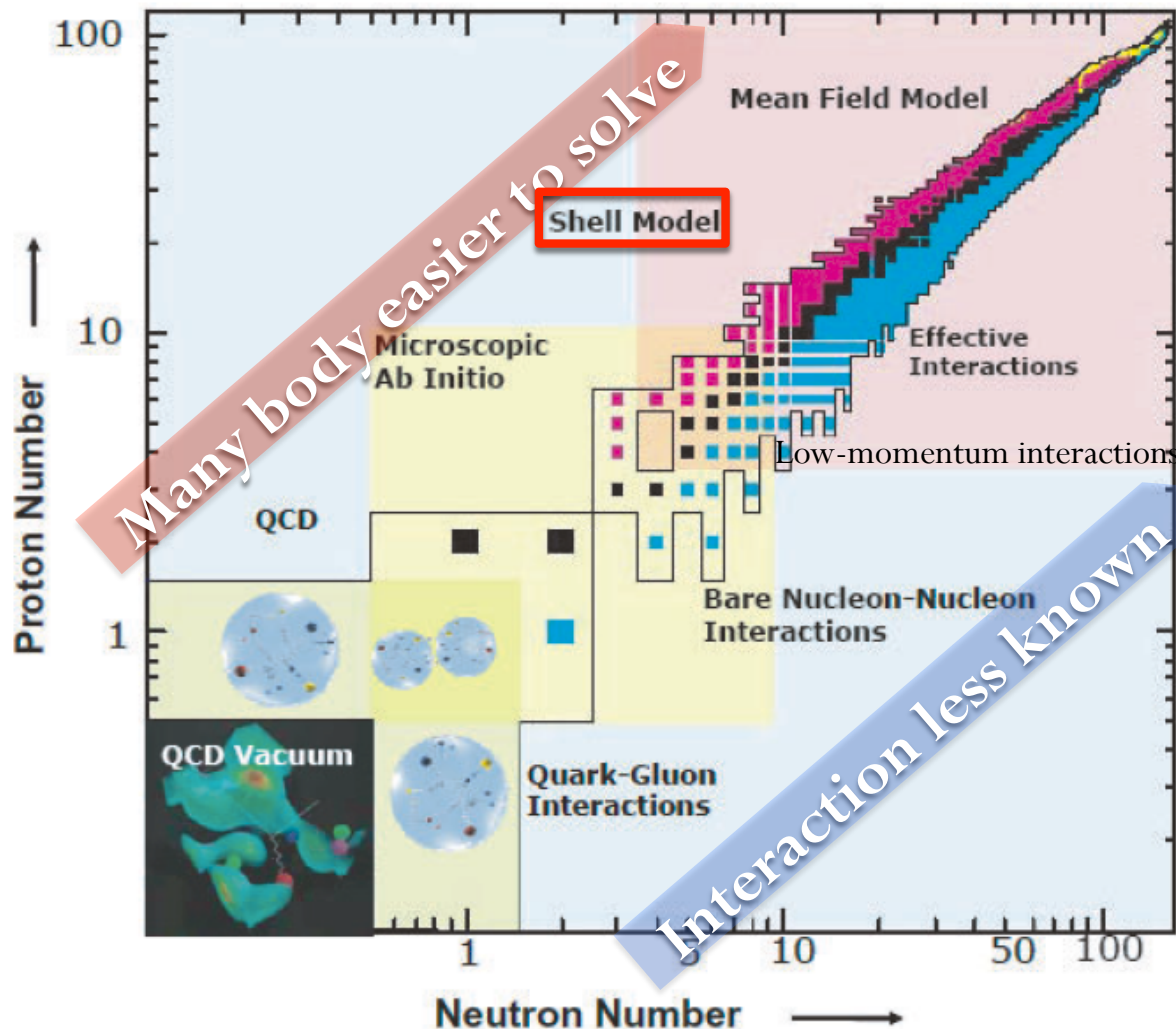 100
10
1
Proton Number
Many body easier to solve
Mean Field Model
Shell Model
Microscopic
Ab Initio
Effective
Interactions
Low-momentum interactions
QCD
Bare Nucleon-Nucleon
Interactions
QCD Vacuum
Quark-Gluon
Interactions
Interaction less known
1
5
10
50
100
Neutron Number